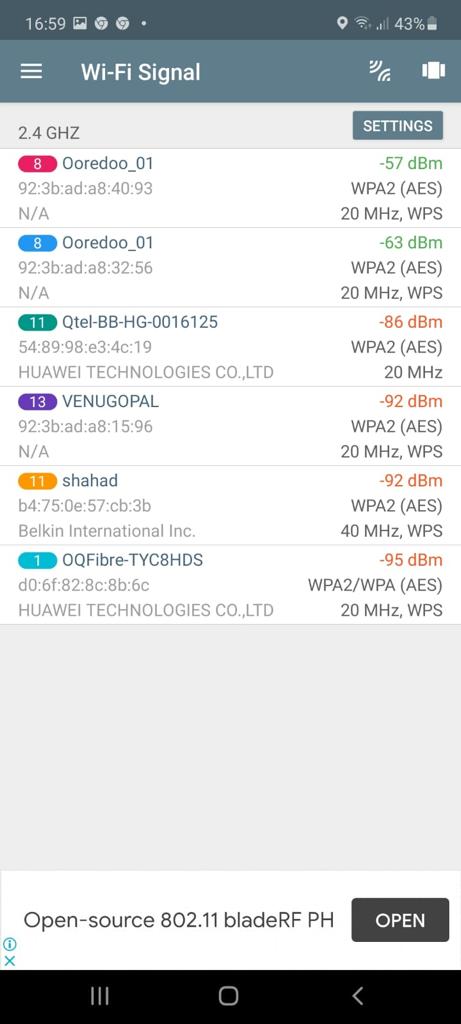 16:59 43%
Wi-Fi Signal
2.4 GHZ SETTINGS
8 Ooredoo_01 -57 dBm
92:3b:ad:a8:40:93 WPA2 (AES)
N/A 20 MHz, WPS
8 Ooredoo_01 -63 dBm
92:3b:ad:a8:32:56 WPA2 (AES)
N/A 20 MHz, WPS
11 Qtel-BB-HG-0016125 -86 dBm
54:89:98:e3:4c:19 WPA2 (AES)
HUAWEI TECHNOLOGIES CO.,LTD 20 MHz
13 VENUGOPAL -92 dBm
92:3b:ad:a8:15:96 WPA2 (AES)
N/A 20 MHz, WPS
11 shahad -92 dBm
b4:75:0e:57:cb:3b WPA2 (AES)
Belkin International Inc. 40 MHz, WPS
1 OQFibre-TYC8HDS -95 dBm
d0:6f:82:8c:8b:6c WPA2/WPA (AES)
HUAWEI TECHNOLOGIES CO.,LTD 20 MHz, WPS
Open-source 802.11 bladeRF PH OPEN